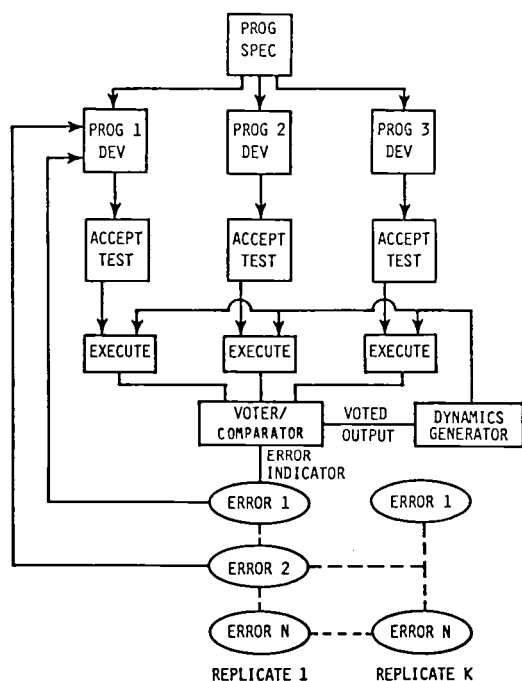 PROG
SPEC
PROG 1
DEV
PROG 2
DEV
PROG 3
DEV
ACCEPT
TEST
ACCEPT
TEST
ACCEPT
TEST
EXECUTE
EXECUTE
EXECUTE
VOTER/
COMPARATOR
VOTED
OUTPUT
DYNAMICS
GENERATOR
ERROR
INDICATOR
ERROR 1
ERROR 1
ERROR 2
ERROR N
ERROR N
REPLICATE 1
REPLICATE K